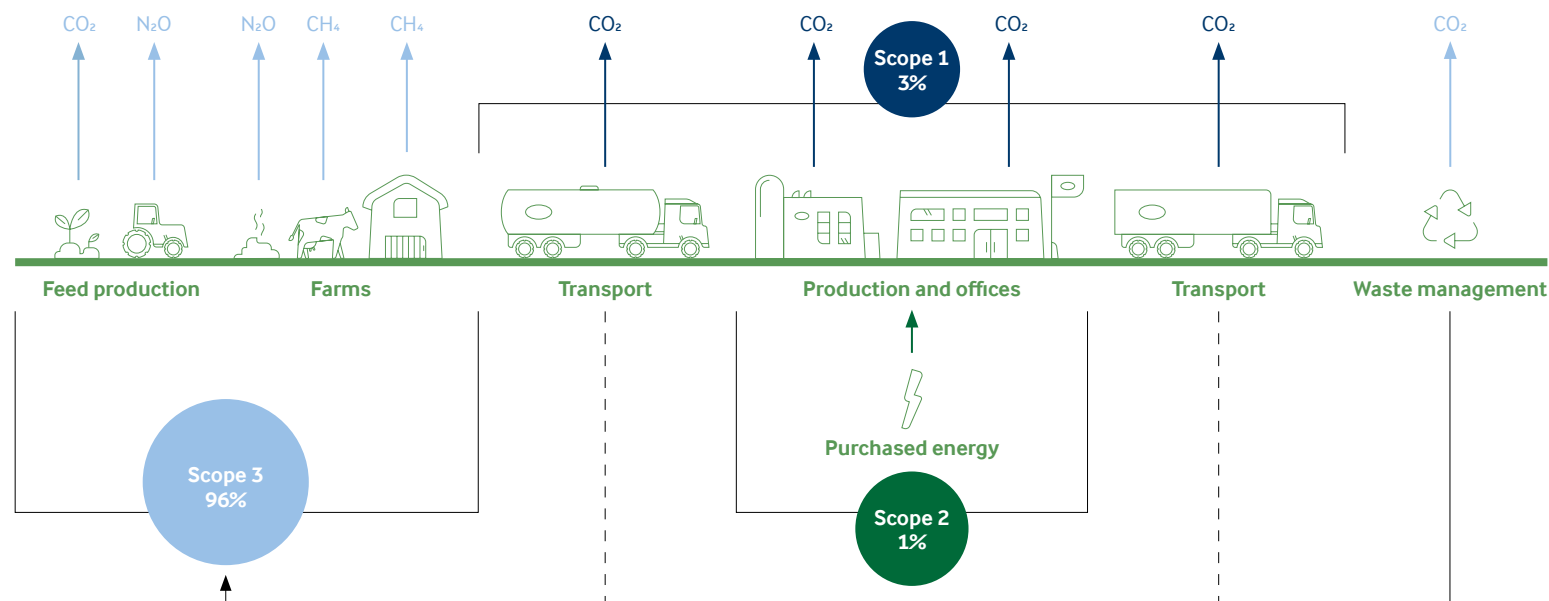 CO₂
N₂O
N₂O
CH₄
CH₄
CO₂
CO₂
CO₂
CO₂
CO₂
Scope 1
3%
Feed production
Farms
Transport
Production and offices
Transport
Waste management
Purchased energy
Scope 3
96%
Scope 2
1%